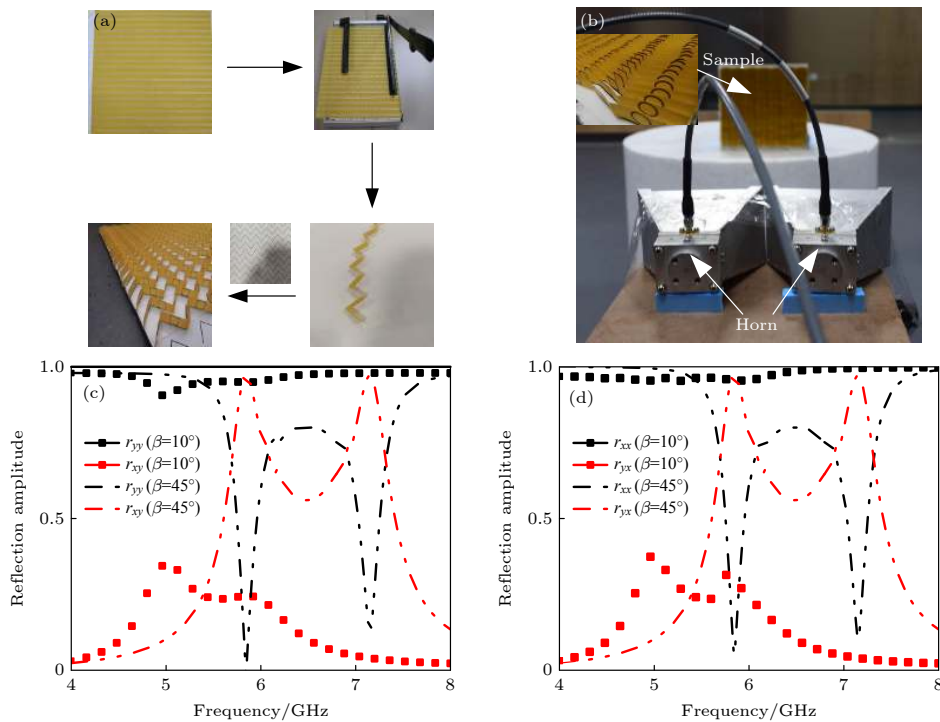 (a)
(b)
Sample
Horn
(c)
1.0
0.5
0
4
5
6
7
8
Reflection amplitude
Frequency/GHz
r_yy (β=10°)
r_xy (β=10°)
r_yy (β=45°)
r_xy (β=45°)
(d)
1.0
0.5
0
4
5
6
7
8
Reflection amplitude
Frequency/GHz
r_xx (β=10°)
r_yx (β=10°)
r_xx (β=45°)
r_yx (β=45°)